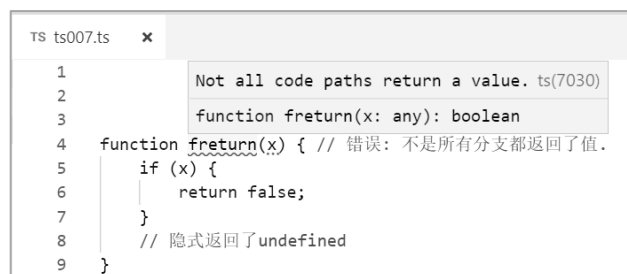 TS ts007.ts ×
1
2 Not all code paths return a value. ts(7030)
3 function freturn(x: any): boolean
4 function freturn(x) { // 错误: 不是所有分支都返回了值.
5 if (x) {
6 return false;
7 }
8 // 隐式返回了undefined
9 }